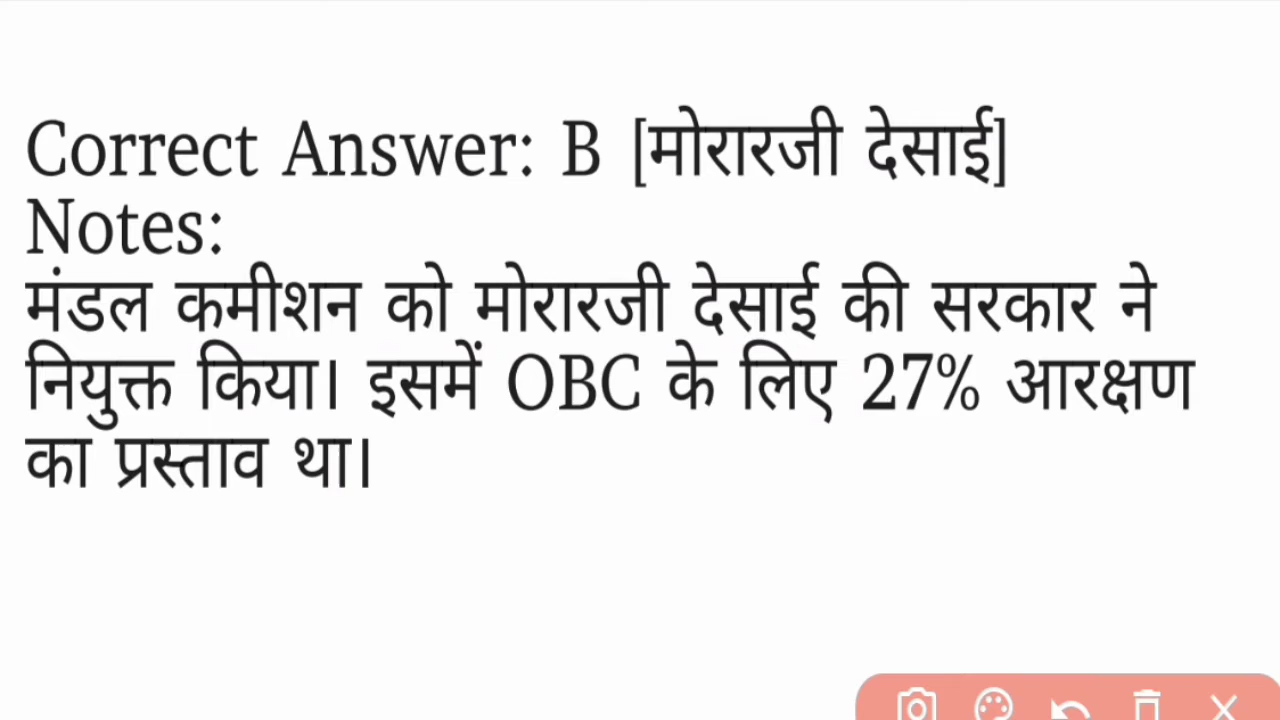 Correct Answer: B [मोरारजी देसाई]
Notes:
मंडल कमीशन को मोरारजी देसाई की सरकार ने
नियुक्त किया। इसमें OBC के लिए 27% आरक्षण
का प्रस्ताव था।